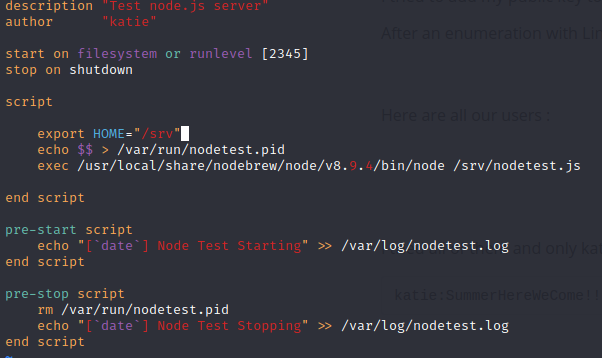 description "Test node.js server"
author      "katie"
start on filesystem or runlevel [2345]
stop on shutdown
script
    export HOME="/srv"
    echo $$ > /var/run/nodetest.pid
    exec /usr/local/share/nodebrew/node/v8.9.4/bin/node /srv/nodetest.js
end script
pre-start script
    echo "[`date`] Node Test Starting" >> /var/log/nodetest.log
end script
pre-stop script
    rm /var/run/nodetest.pid
    echo "[`date`] Node Test Stopping" >> /var/log/nodetest.log
end script
~
After an enumeration with Lin
Here are all our users :
and only ka
katie:SummerHereWeCome!!